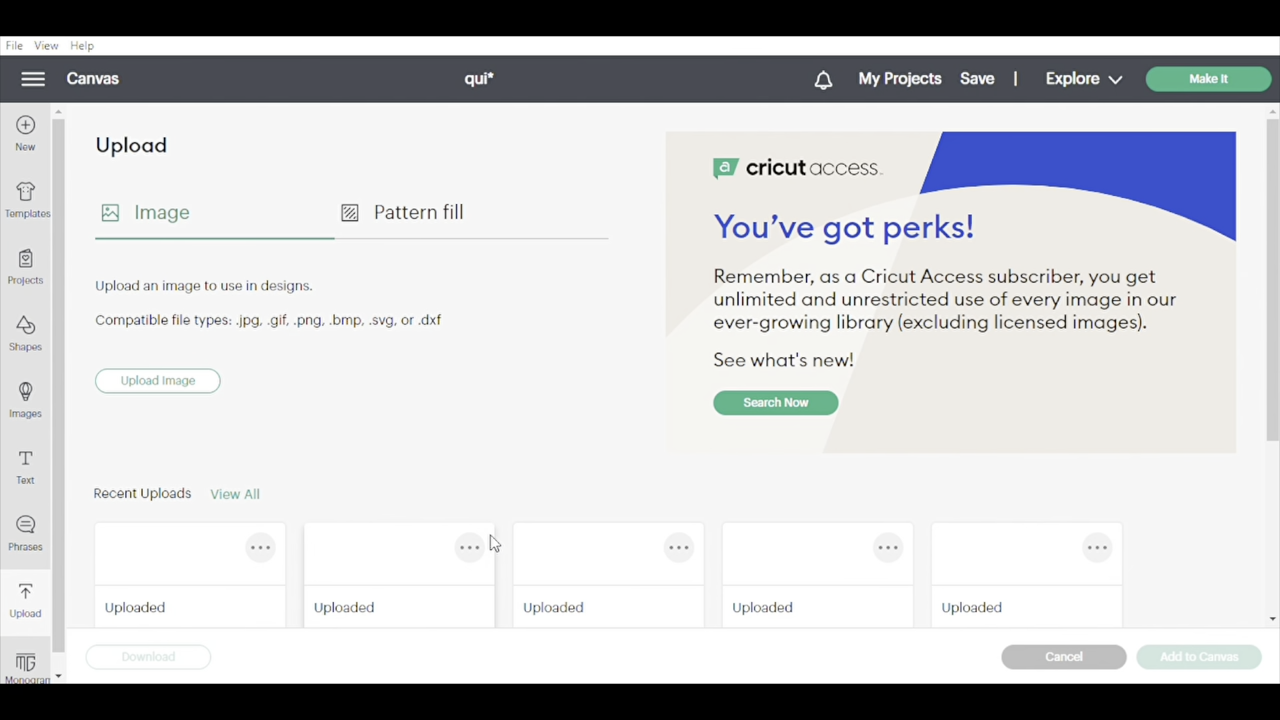 File View Help
Canvas
qui*
My Projects Save | Explore
Make It
New
Templates
Projects
Shapes
Images
Text
Phrases
Upload
Monogram
Upload
Image
Pattern fill
Upload an image to use in designs.
Compatible file types: .jpg, .gif, .png, .bmp, .svg, or .dxf
Upload Image
a cricut access™
You've got perks!
Remember, as a Cricut Access subscriber, you get
unlimited and unrestricted use of every image in our
ever-growing library (excluding licensed images).
See what's new!
Search Now
Recent Uploads View All
Uploaded
Uploaded
Uploaded
Uploaded
Uploaded
Download
Cancel
Add to Canvas